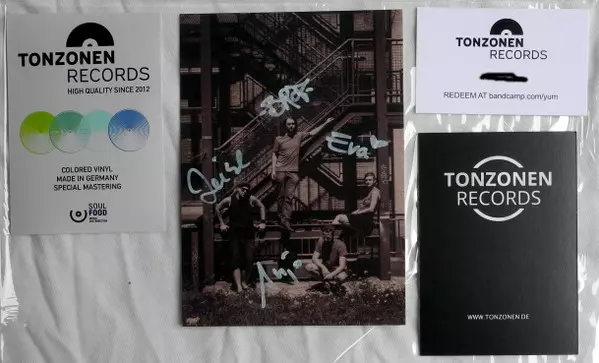 TONZONEN
RECORDS
HIGH QUALITY SINCE 2012
COLORED VINYL
MADE IN GERMANY
SPECIAL MASTERING
SOUL
FOOD
Eva
TONZONEN
RECORDS
REDEEM AT bandcamp.com/yum
TONZONEN
RECORDS
WWW.TONZONEN.DE